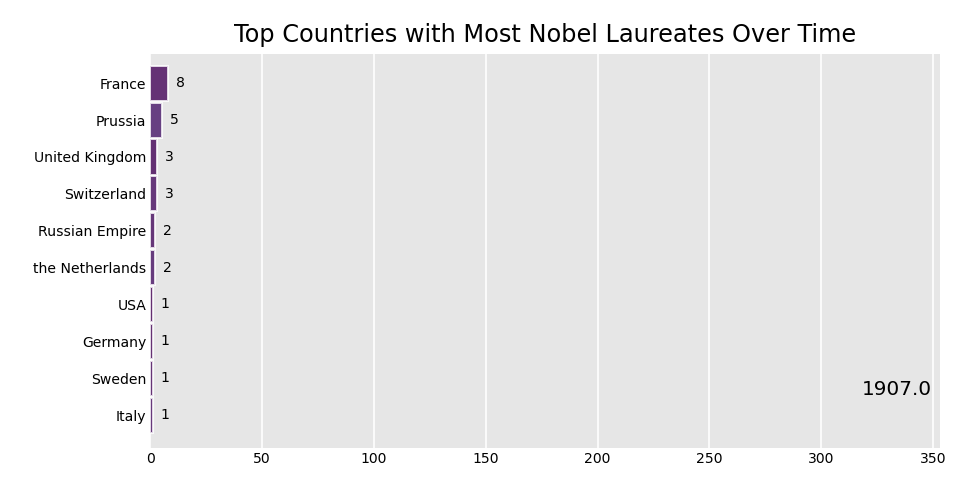 Top Countries with Most Nobel Laureates Over Time
France 8
Prussia 5
United Kingdom 3
Switzerland 3
Russian Empire 2
the Netherlands 2
USA 1
Germany 1
Sweden 1
1907.0
Italy 1
0 50 100 150 200 250 300 350